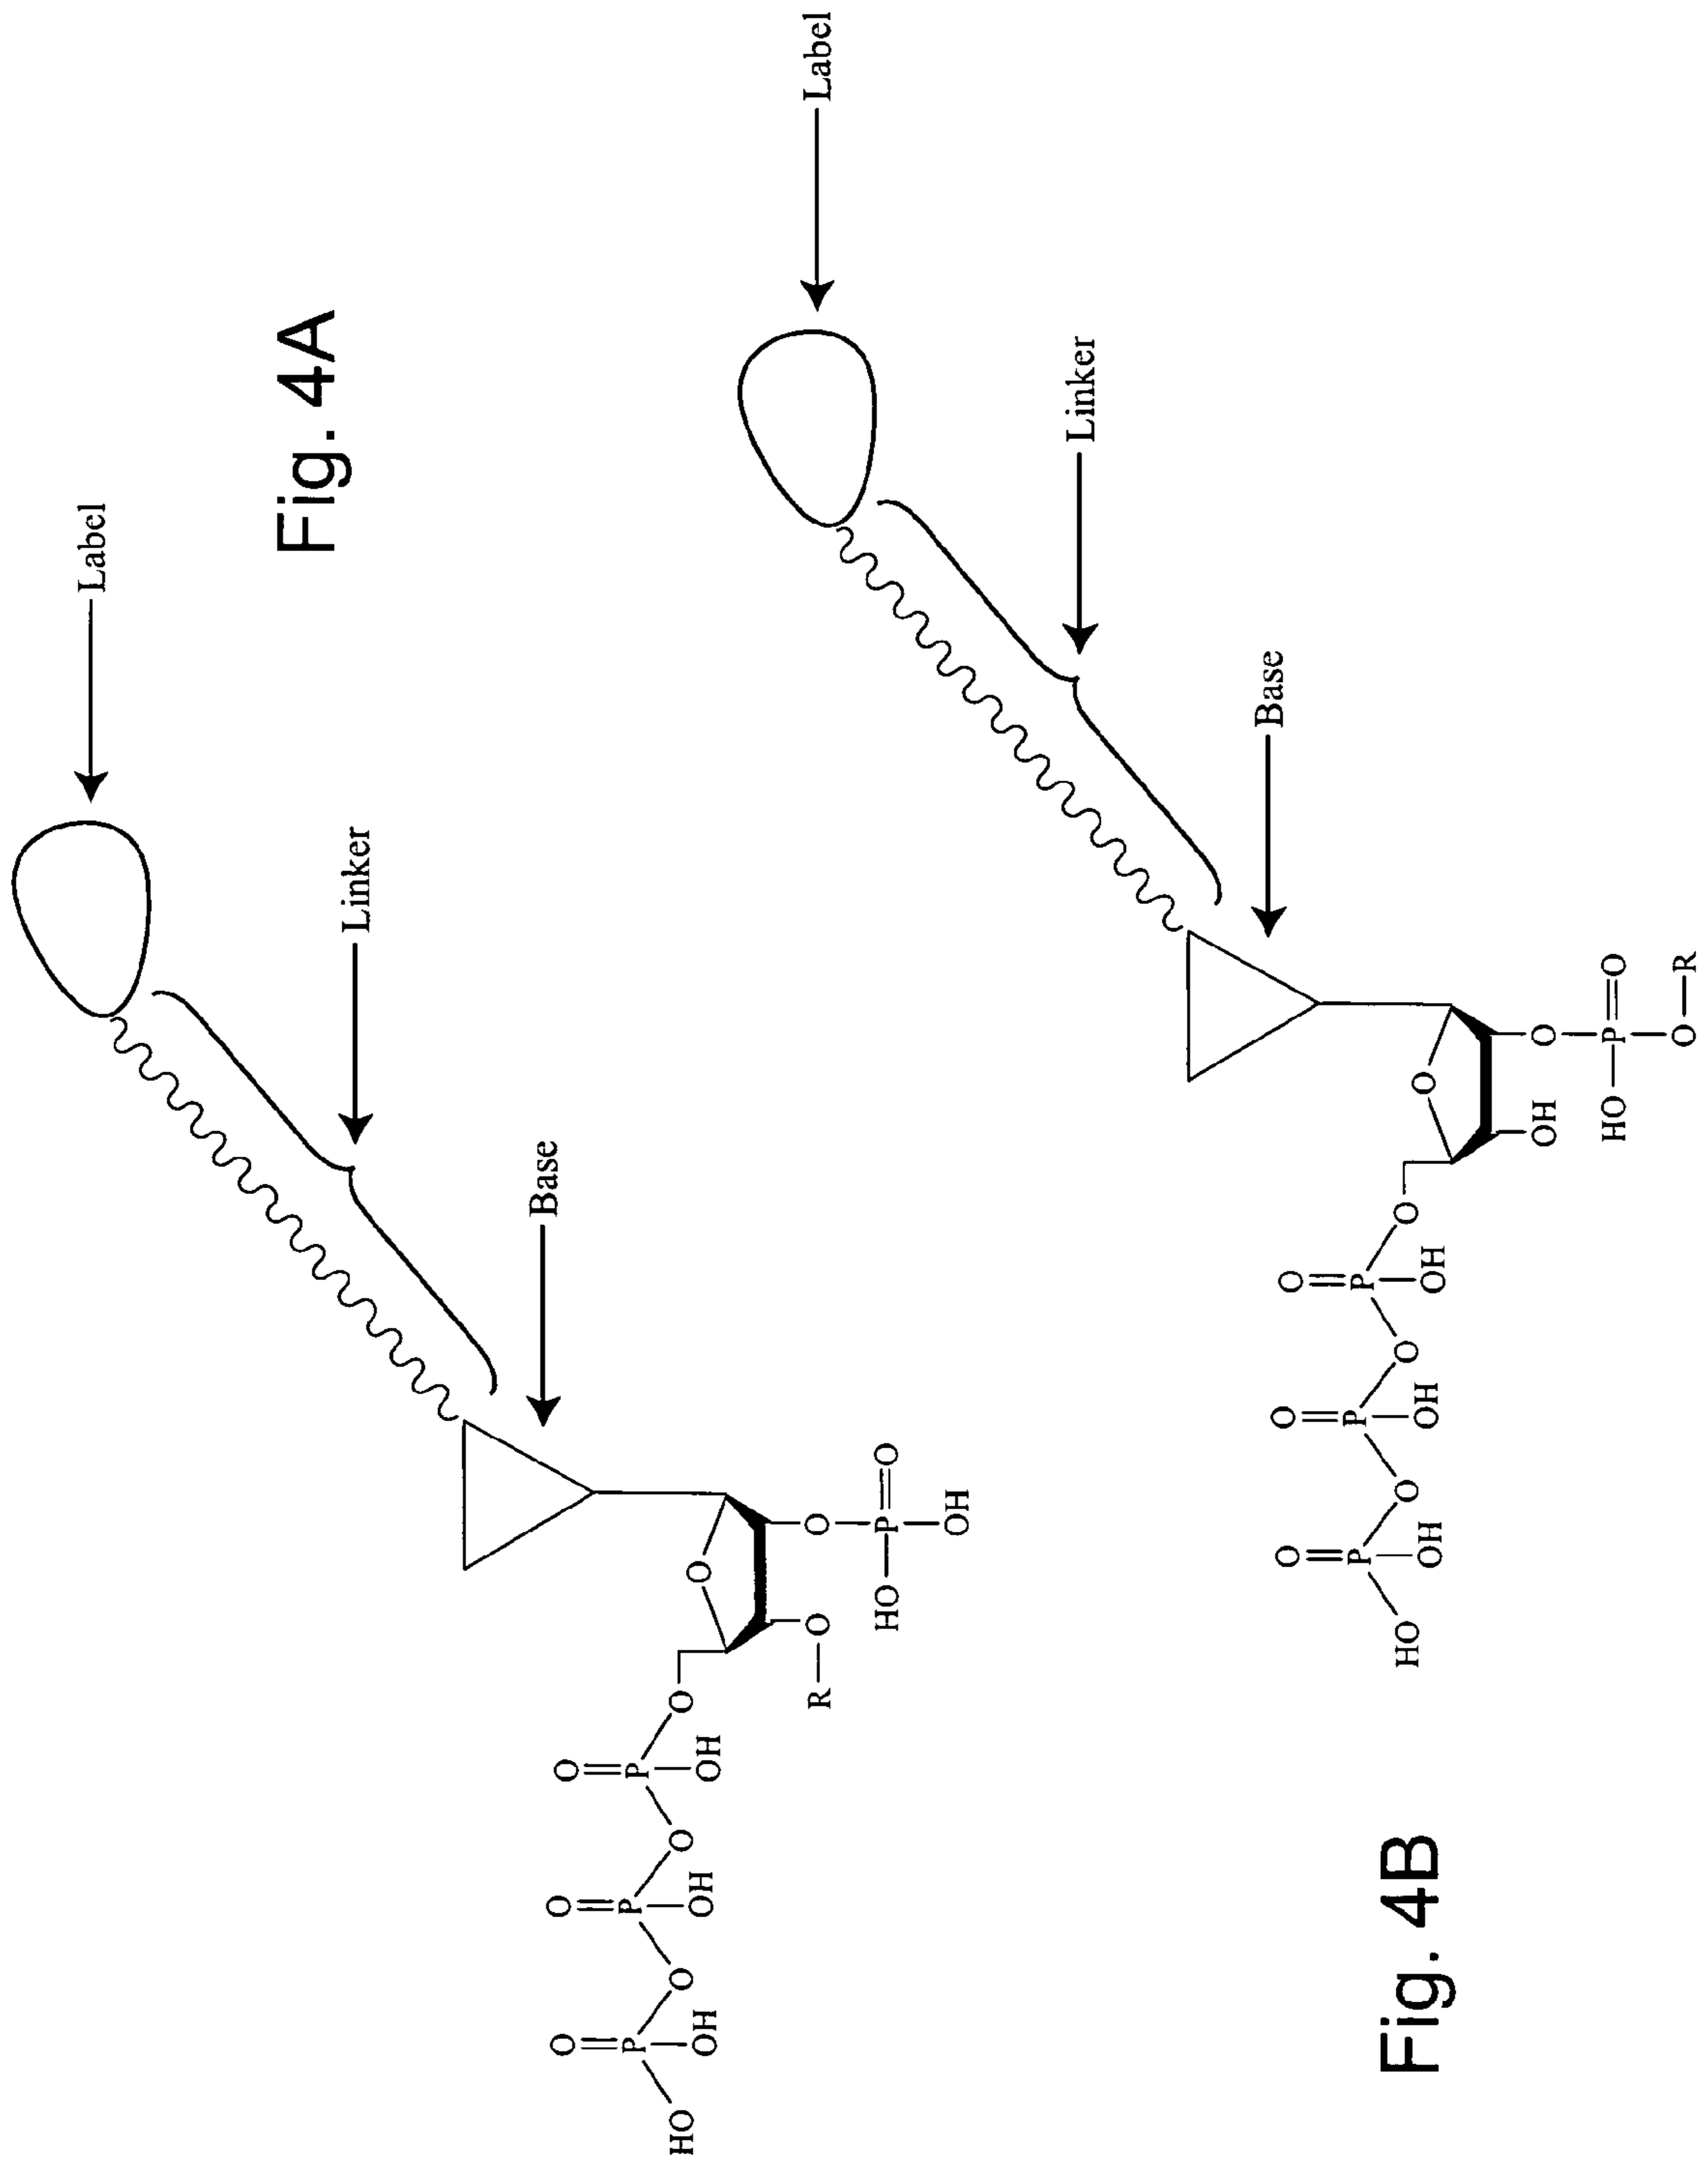 Label
Fig. 4A
Linker
Base
O O O
P P P
HO O O O O
OH OH OH
R—O O
HO—P=O
OH
Label
Linker
Base
O O O
P P P
HO O O O O
OH OH OH
Fig. 4B
OH O
HO—P=O
O—R